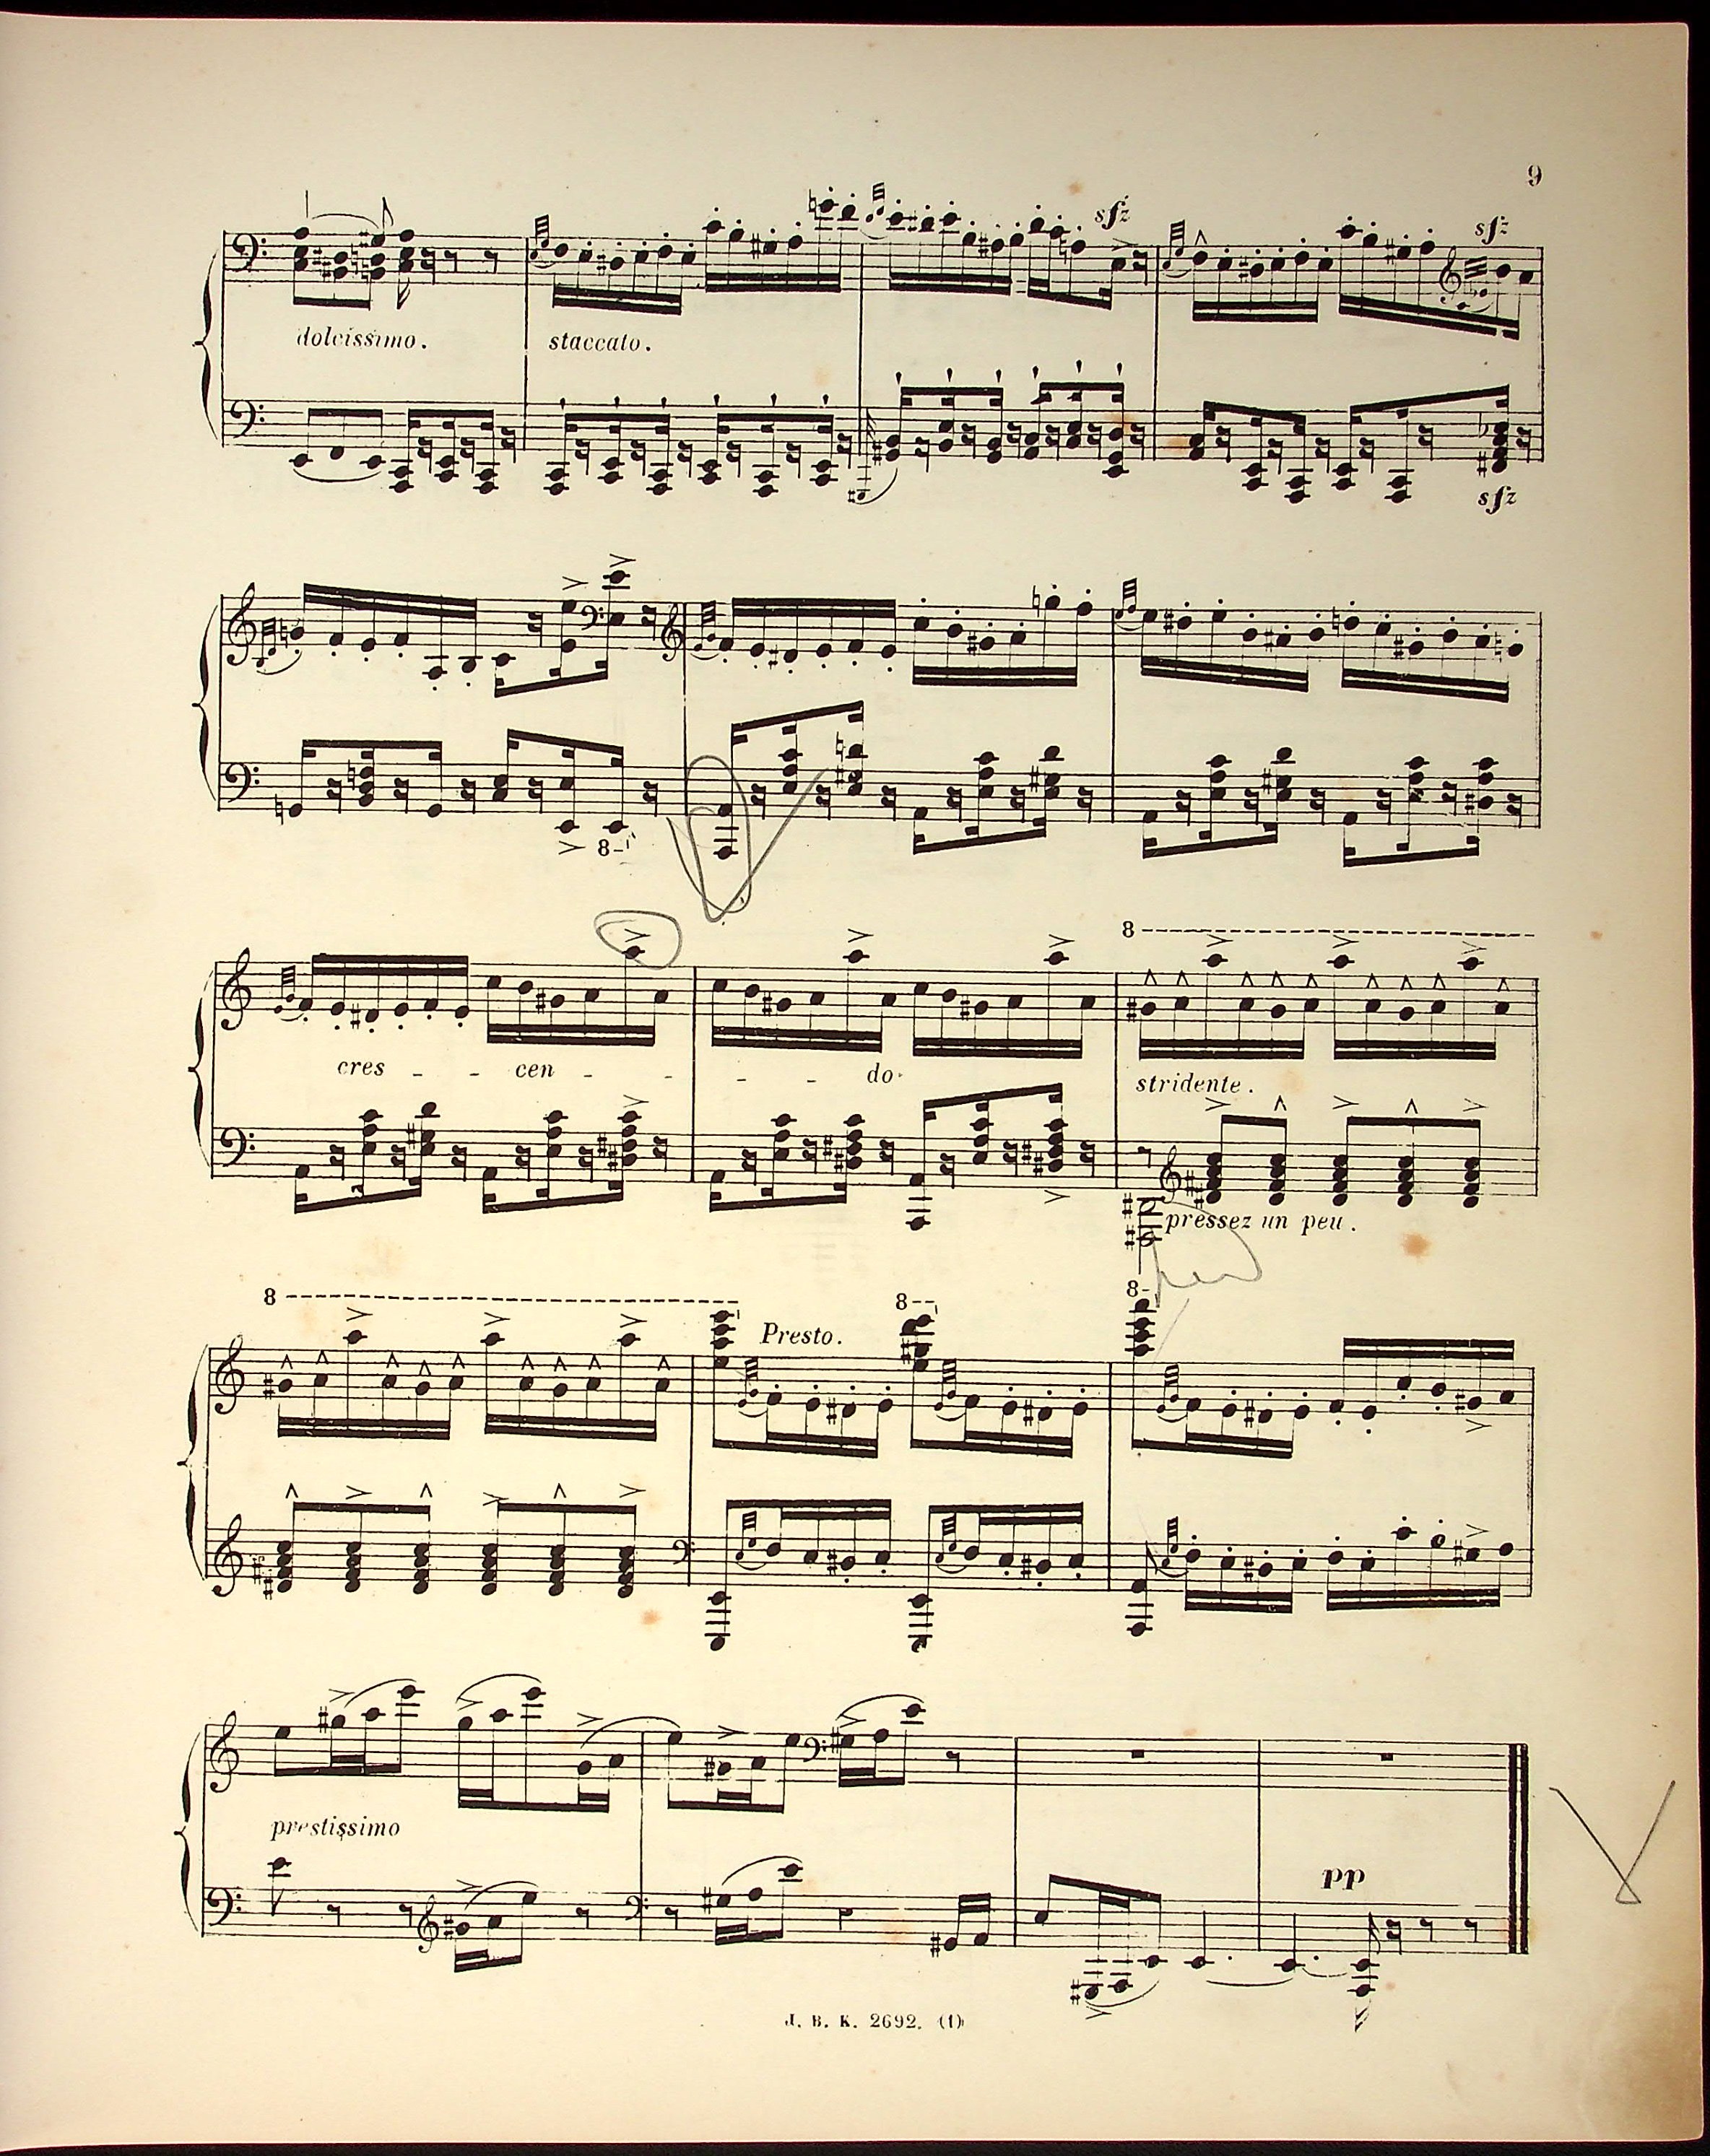 9
sfz sfz
dolcissimo. staccato.
sfz
8
8
cres - - cen - - - - do
stridente.
pressez un peu.
8 8 8
Presto.
prestissimo
pp
J. B. K. 2692. (1)